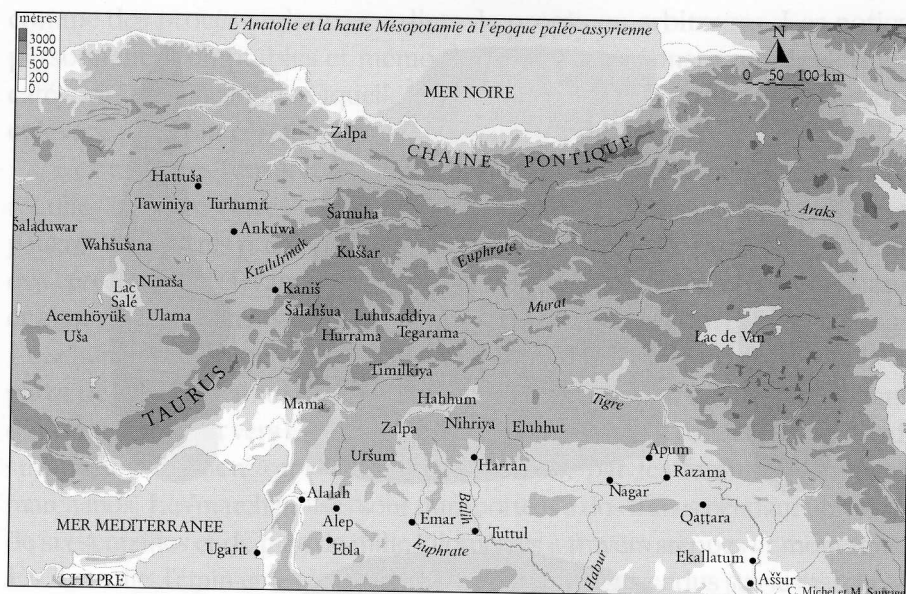 L'Anatolie et la haute Mésopotamie à l'époque paléo-assyrienne
mètres
3000
1500
500
200
0
N
0 50 100 km
MER NOIRE
Zalpa
CHAINE PONTIQUE
Hattuša
Tawiniya Turhumit
Šamuha
Araks
Šaladuwar
Ankuwa
Wahšušana
Kızılılrmak
Kuššar
Euphrate
Ninaša
Lac
Salé
Kaniš
Šalahšua
Murat
Acemhöyük
Ulama
Luhusaddiya
Uša
Hurrama
Tegarama
Lac de Van
Timilkiya
TAURUS
Mama
Hahhum
Tigre
Zalpa
Nihriya
Eluhhut
Uršum
Harran
Apum
Razama
Nagar
Alalah
Alep
Emar
Balih
Qaṭṭara
MER MEDITERRANEE
Tuttul
Ugarit
Ebla
Euphrate
Habur
Ekallatum
CHYPRE
Aššur
C. Michel et M. Sauvage